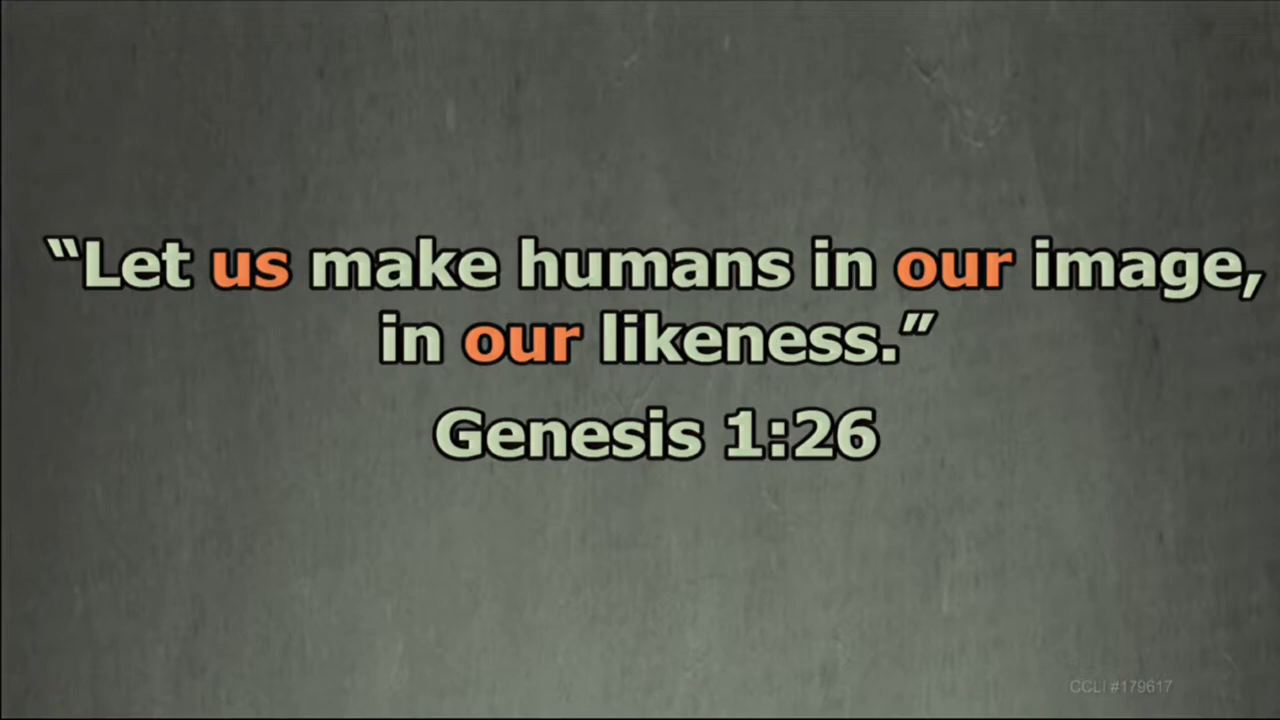 “Let us make humans in our image,
in our likeness.”
Genesis 1:26
CCLI #179617